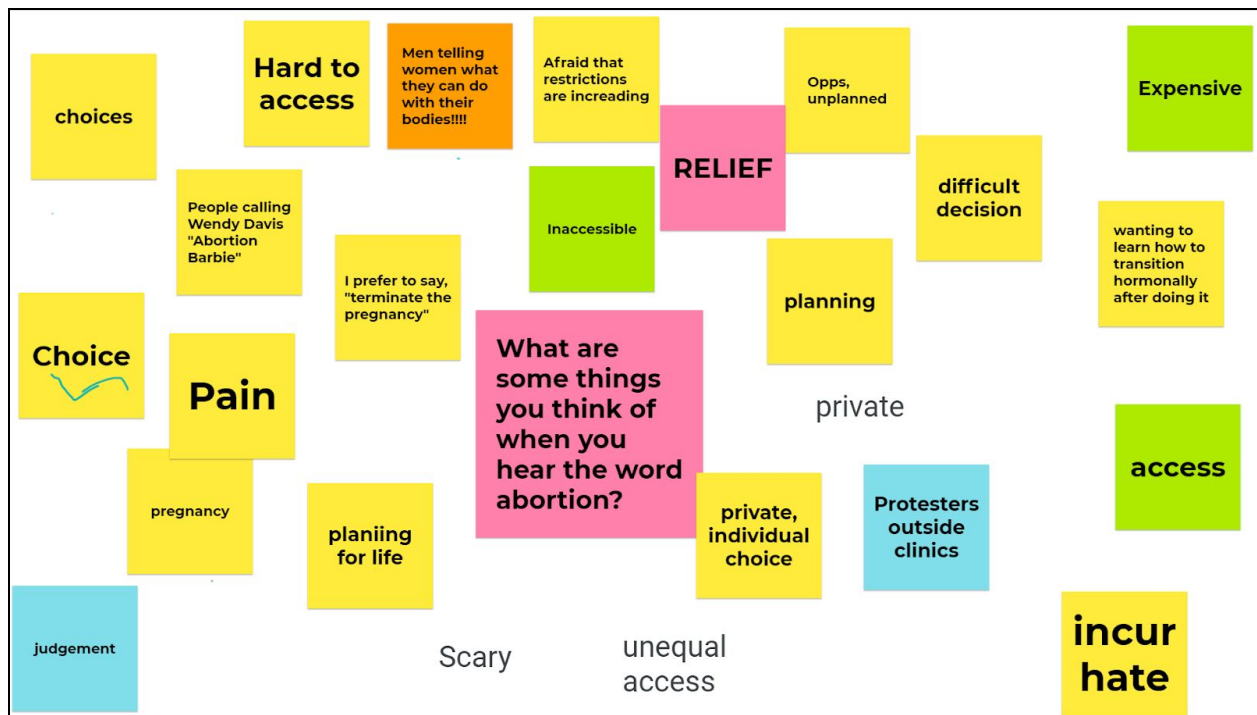 choices
Hard to
access
Men telling
women what
they can do
with their
bodies!!!!
Afraid that
restrictions
are increading
RELIEF
Opps,
unplanned
Expensive
People calling
Wendy Davis
"Abortion
Barbie"
I prefer to say,
"terminate the
pregnancy"
Inaccessible
difficult
decision
wanting to
learn how to
transition
hormonally
after doing it
planning
Choice
Pain
What are
some things
you think of
when you
hear the word
abortion?
private
access
pregnancy
planiing
for life
private,
individual
choice
Protesters
outside
clinics
judgement
Scary
unequal
access
incur
hate